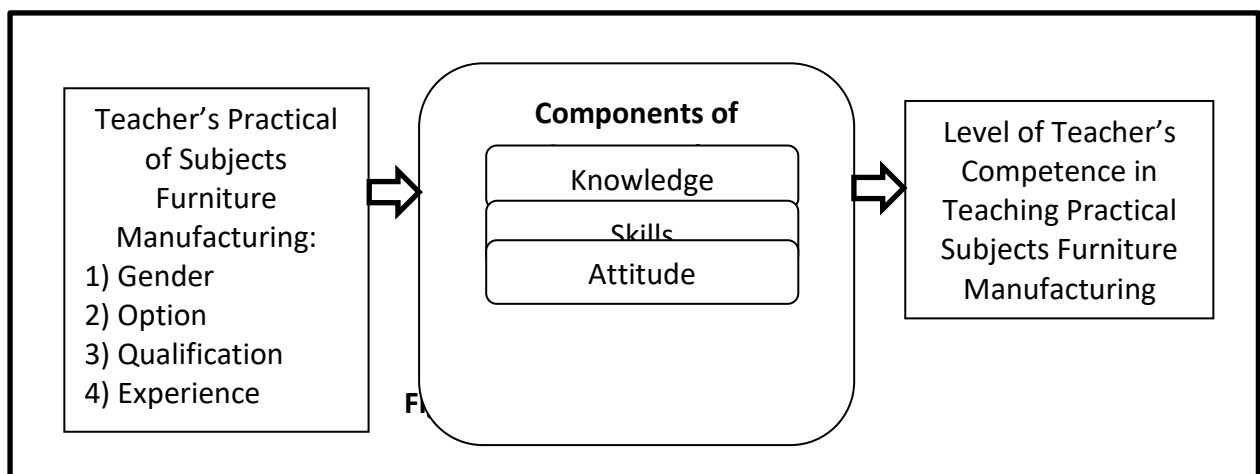 Teacher's Practical
of Subjects
Furniture
Manufacturing:
1) Gender
2) Option
3) Qualification
4) Experience
Components of
Knowledge
Skills
Attitude
Level of Teacher's
Competence in
Teaching Practical
Subjects Furniture
Manufacturing